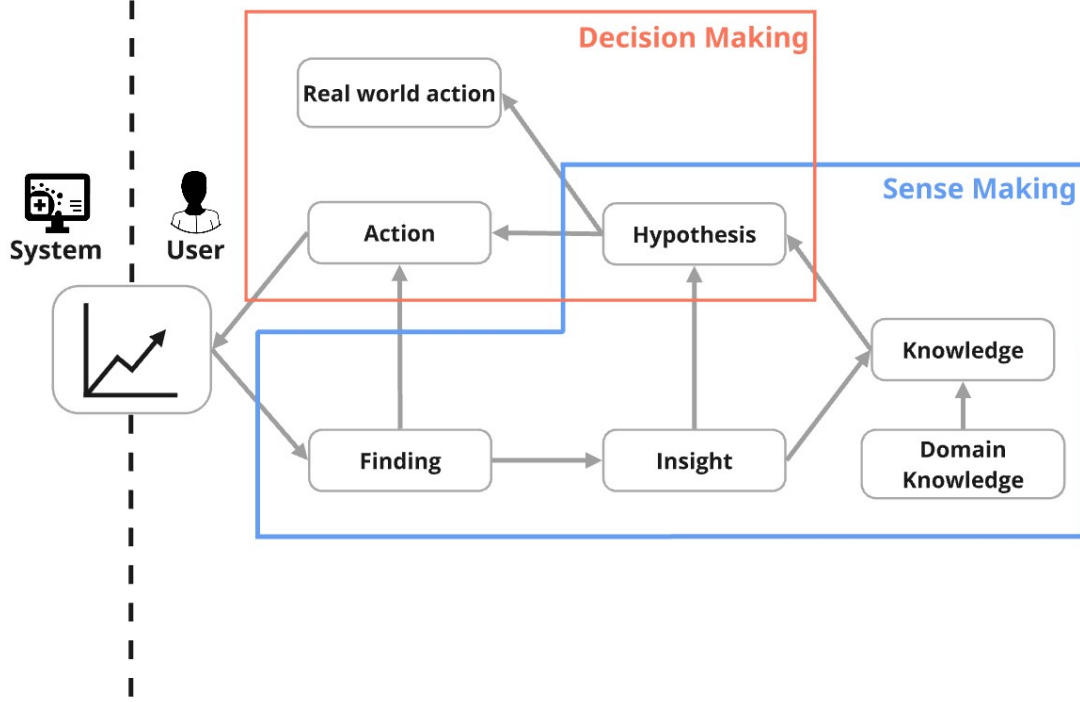 Decision Making
Real world action
Sense Making
System
User
Action
Hypothesis
Knowledge
Finding
Insight
Domain
Knowledge